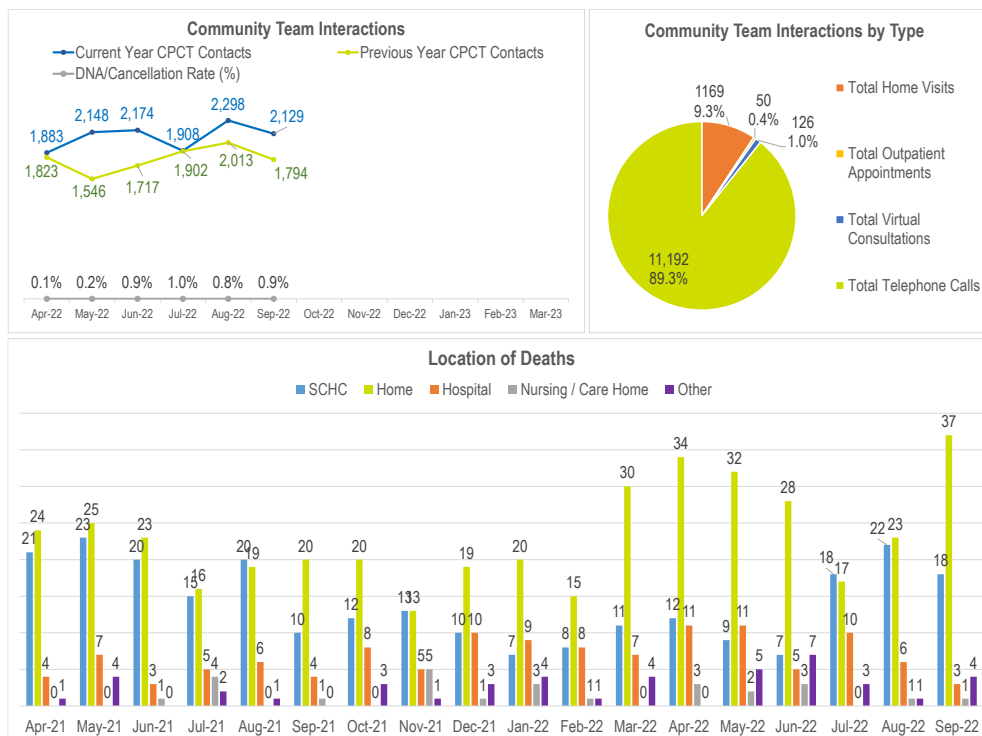 Community Team Interactions
Current Year CPCT Contacts
Previous Year CPCT Contacts
DNA/Cancellation Rate (%)
1,883 2,148 2,174 1,908 2,298 2,129
1,823 1,546 1,717 1,902 2,013 1,794
0.1% 0.2% 0.9% 1.0% 0.8% 0.9%
Apr-22 May-22 Jun-22 Jul-22 Aug-22 Sep-22 Oct-22 Nov-22 Dec-22 Jan-23 Feb-23 Mar-23
Community Team Interactions by Type
1169
9.3%
50
0.4%
126
1.0%
11,192
89.3%
Total Home Visits
Total Outpatient
Appointments
Total Virtual
Consultations
Total Telephone Calls
Location of Deaths
SCHC Home Hospital Nursing / Care Home Other
21 24 4 0 1
23 25 7 0 4
20 23 3 1 0
15 16 5 4 2
20 19 6 0 1
10 20 4 1 0
12 20 8 0 3
13 13 5 5 1
10 19 10 1 3
7 20 9 3 4
8 15 8 1 1
11 30 7 0 4
12 34 11 3 0
9 32 11 2 5
7 28 5 3 7
18 17 10 0 3
22 23 6 1 1
18 37 3 1 4
Apr-21 May-21 Jun-21 Jul-21 Aug-21 Sep-21 Oct-21 Nov-21 Dec-21 Jan-22 Feb-22 Mar-22 Apr-22 May-22 Jun-22 Jul-22 Aug-22 Sep-22